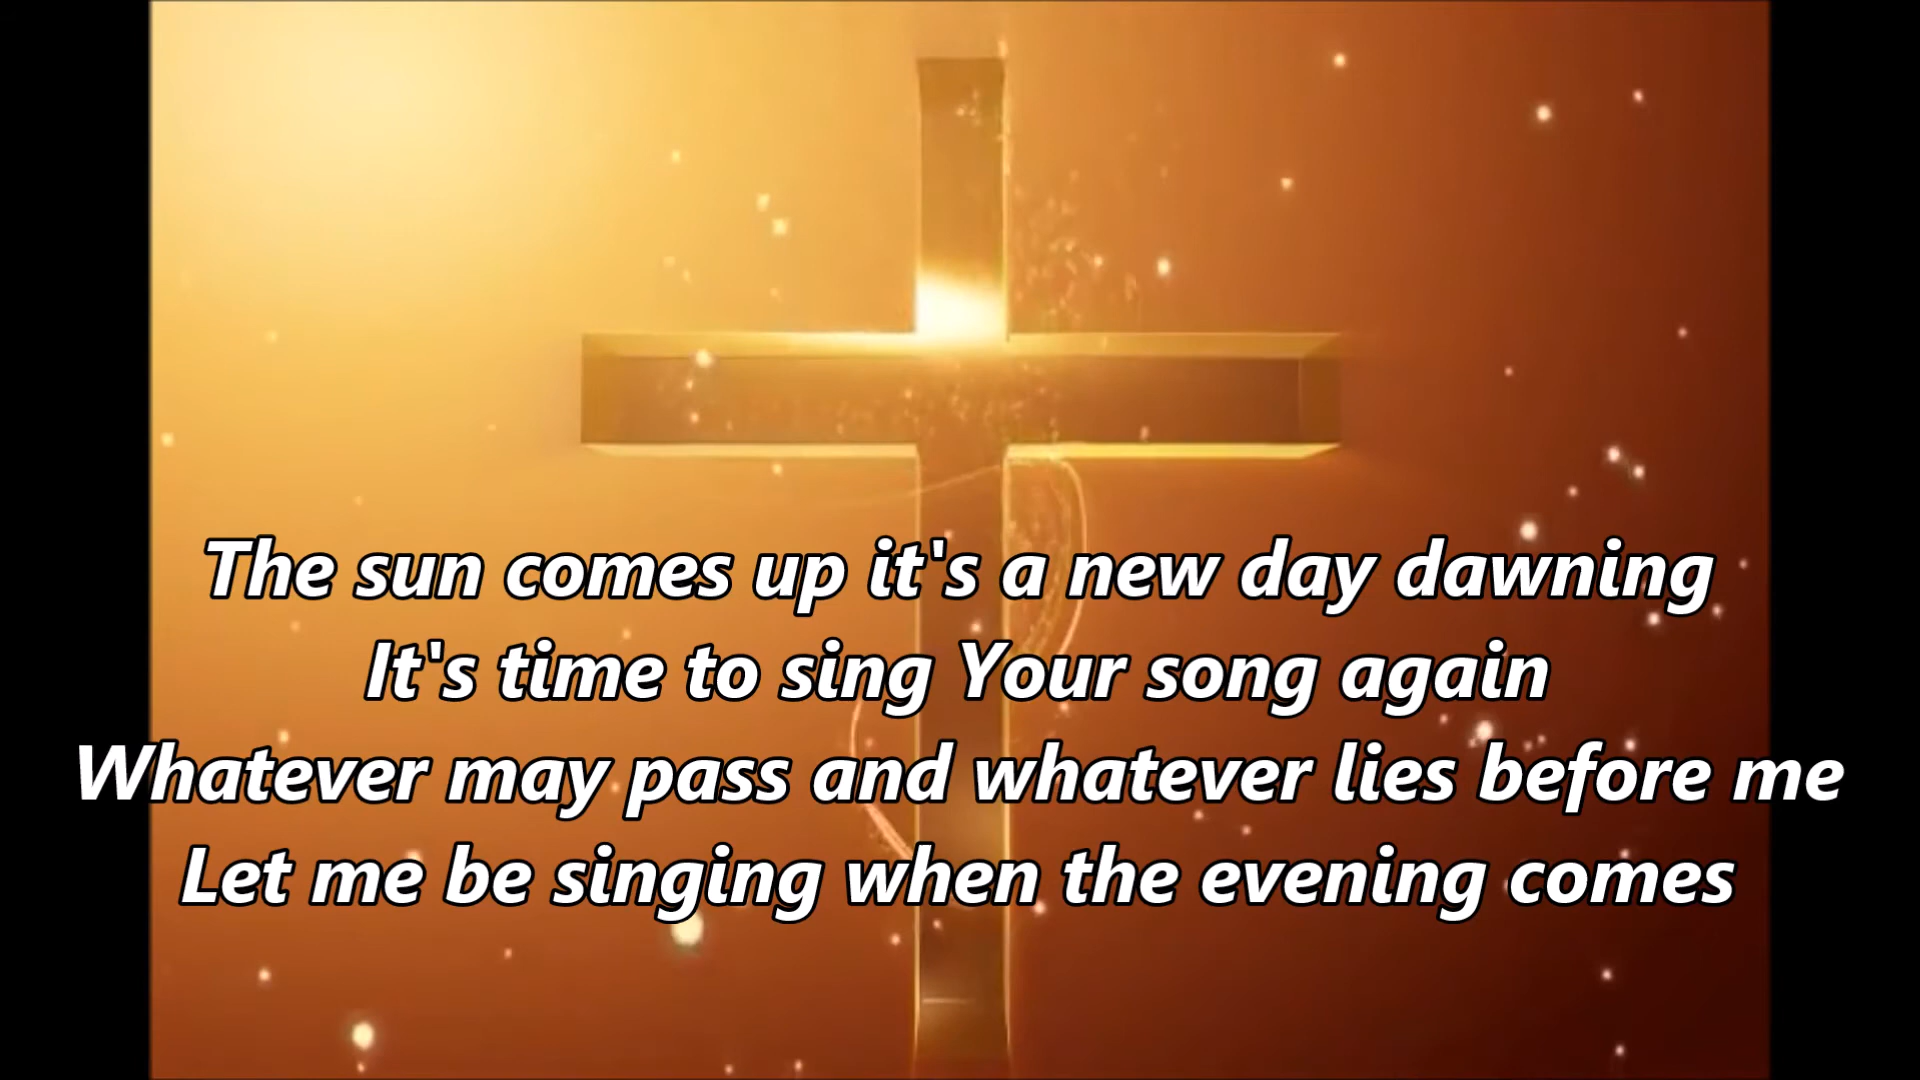 The sun comes up it's a new day dawning
It's time to sing Your song again
Whatever may pass and whatever lies before me
Let me be singing when the evening comes